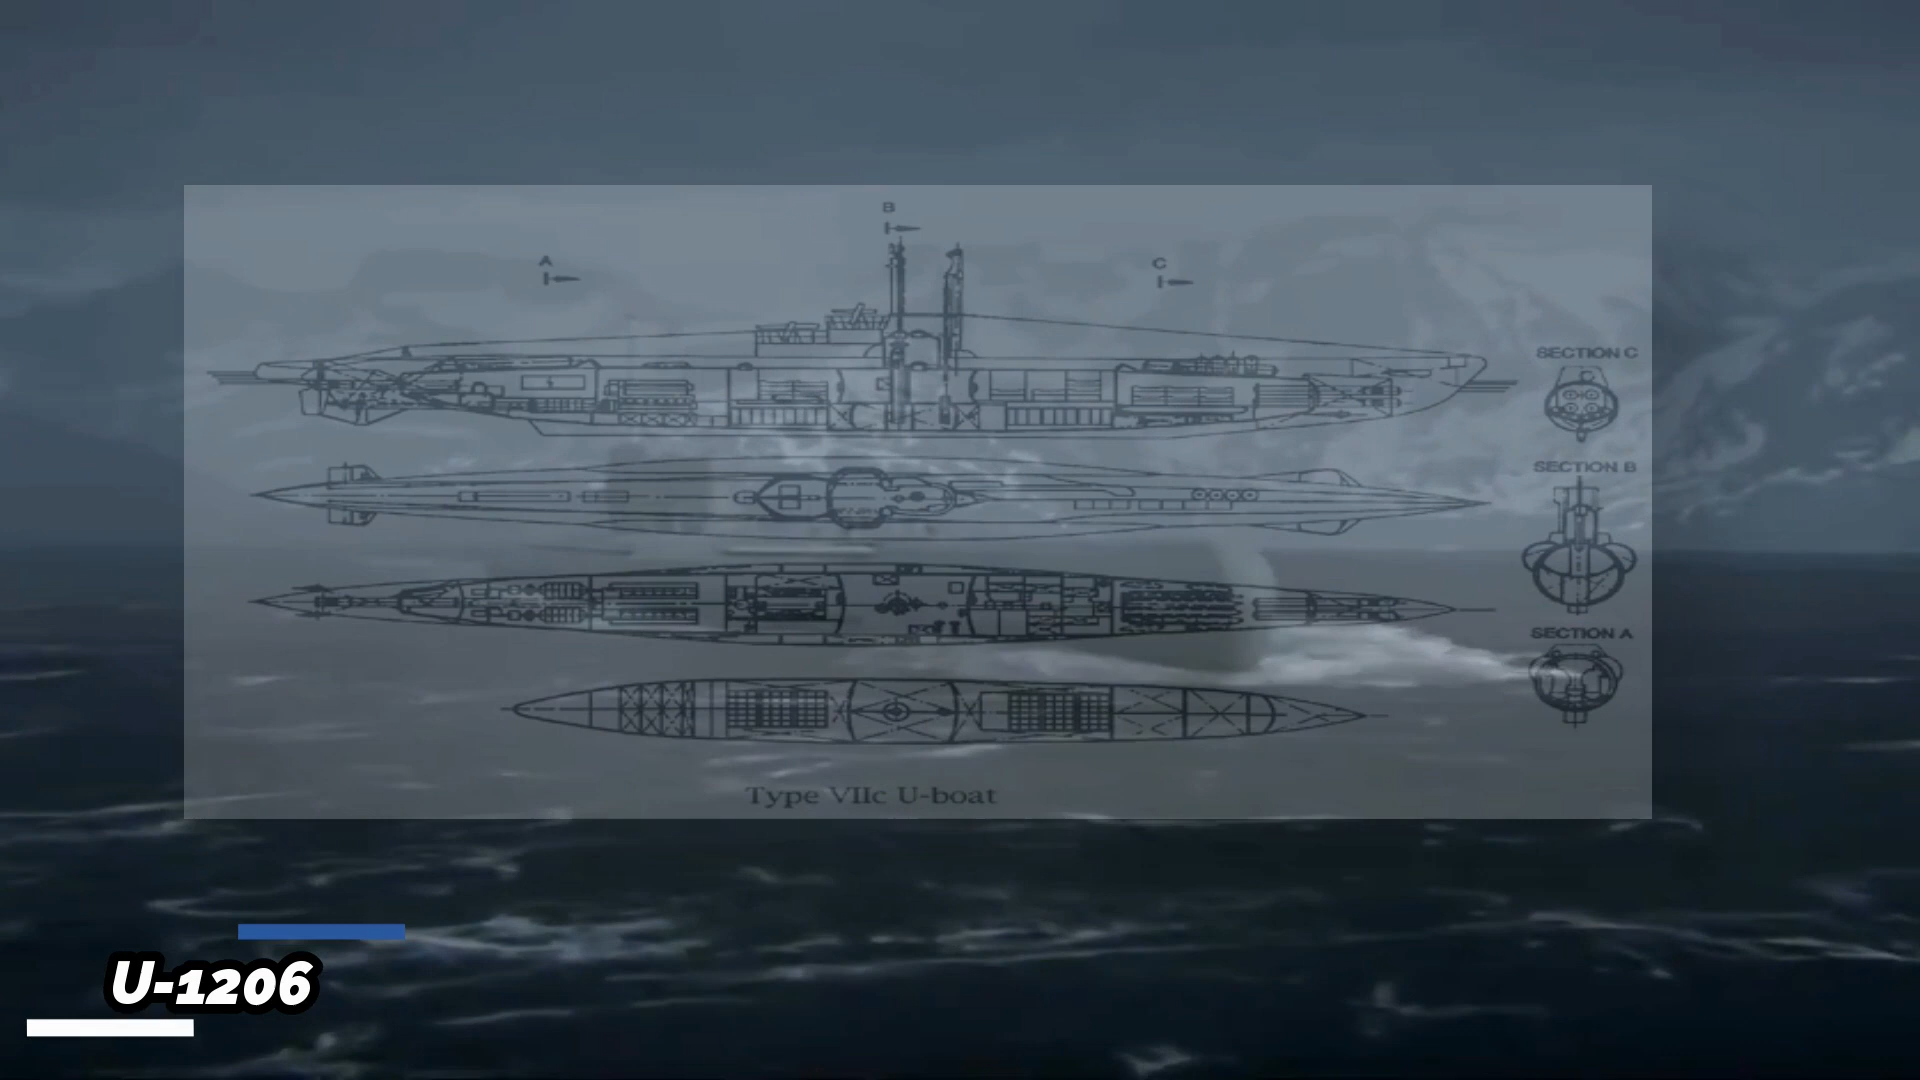 B
A
C
SECTION C
SECTION B
SECTION A
Type VIIc U-boat
U-1206